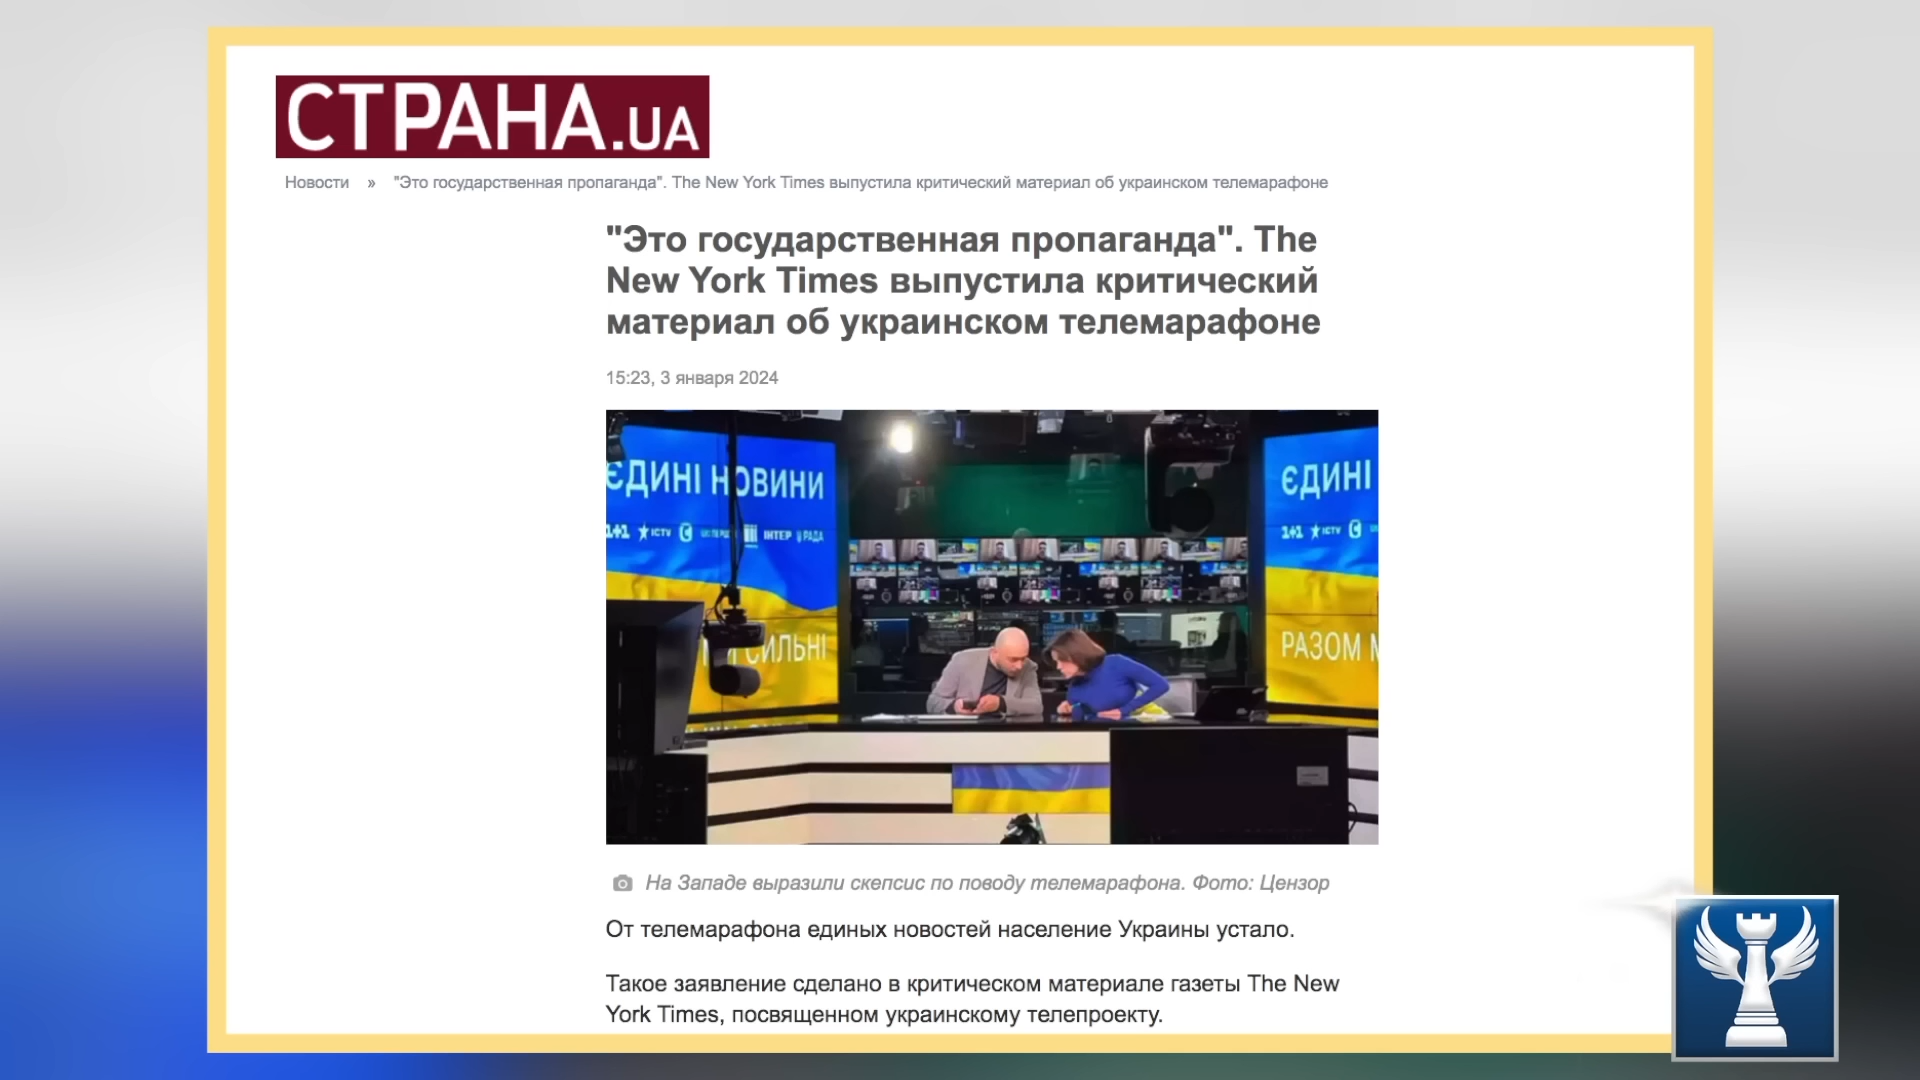 СТРАНА.UA
Новости » "Это государственная пропаганда". The New York Times выпустила критический материал об украинском телемарафоне
"Это государственная пропаганда". The
New York Times выпустила критический
материал об украинском телемарафоне
15:23, 3 января 2024
ЄДИНІ НОВИНИ
1+1 ICTV ІНТЕР РАДА
СИЛЬНІ
ЄДИНІ
1+1 ICTV
РАЗОМ М
На Западе выразили скепсис по поводу телемарафона. Фото: Цензор
От телемарафона единых новостей население Украины устало.
Такое заявление сделано в критическом материале газеты The New
York Times, посвященном украинскому телепроекту.